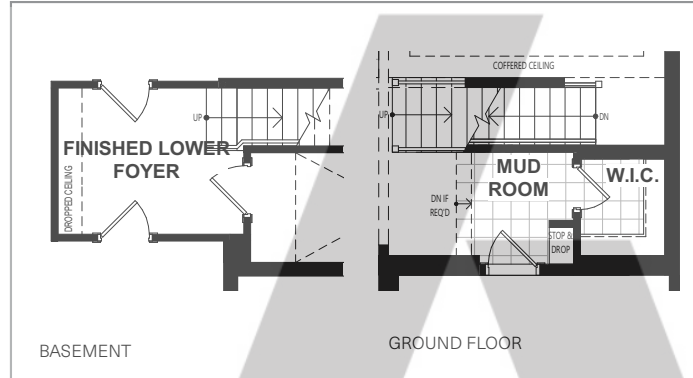 COFFERED CEILING
UP
UP
DN
FINISHED LOWER
FOYER
DROPPED CEILING
MUD
ROOM
W.I.C.
DN IF
REQ'D
STOP &
DROP
BASEMENT
GROUND FLOOR